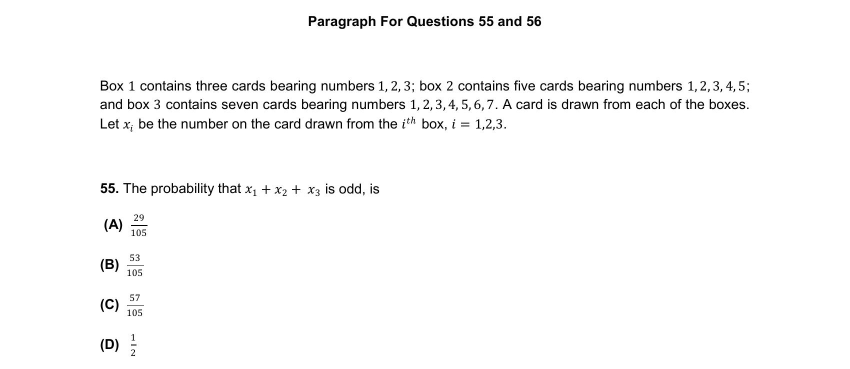 Paragraph For Questions 55 and 56
Box 1 contains three cards bearing numbers 1, 2, 3; box 2 contains five cards bearing numbers 1, 2, 3, 4, 5;
and box 3 contains seven cards bearing numbers 1, 2, 3, 4, 5, 6, 7. A card is drawn from each of the boxes.
Let x_i be the number on the card drawn from the i^th box, i = 1,2,3.
55. The probability that x_1 + x_2 + x_3 is odd, is
(A) 29/105
(B) 53/105
(C) 57/105
(D) 1/2